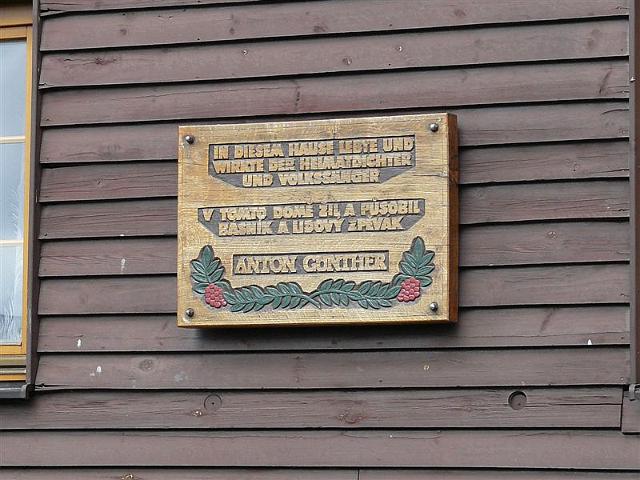 IN DIESEM HAUSE LEBTE UND
WIRKTE DER HEIMATDICHTER
UND VOLKSSÄNGER
V TOMTO DOMĚ ŽIL A PŮSOBIL
BÁSNÍK A LIDOVÝ ZPĚVÁK
ANTON GÜNTHER